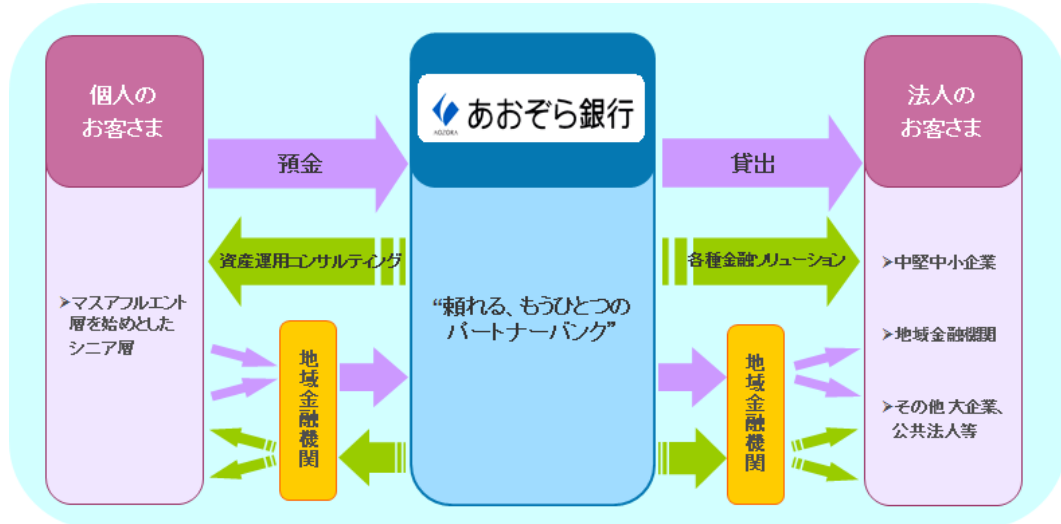 個人の
お客さま
➢マスアフルエント
層を始めとした
シニア層
預金
資産運用コンサルティング
地域金融機関
AOZORA
あおぞら銀行
“頼れる、もうひとつの
パートナーバンク”
貸出
各種金融ソリューション
地域金融機関
法人の
お客さま
➢中堅中小企業
➢地域金融機関
➢その他 大企業、
公共法人等